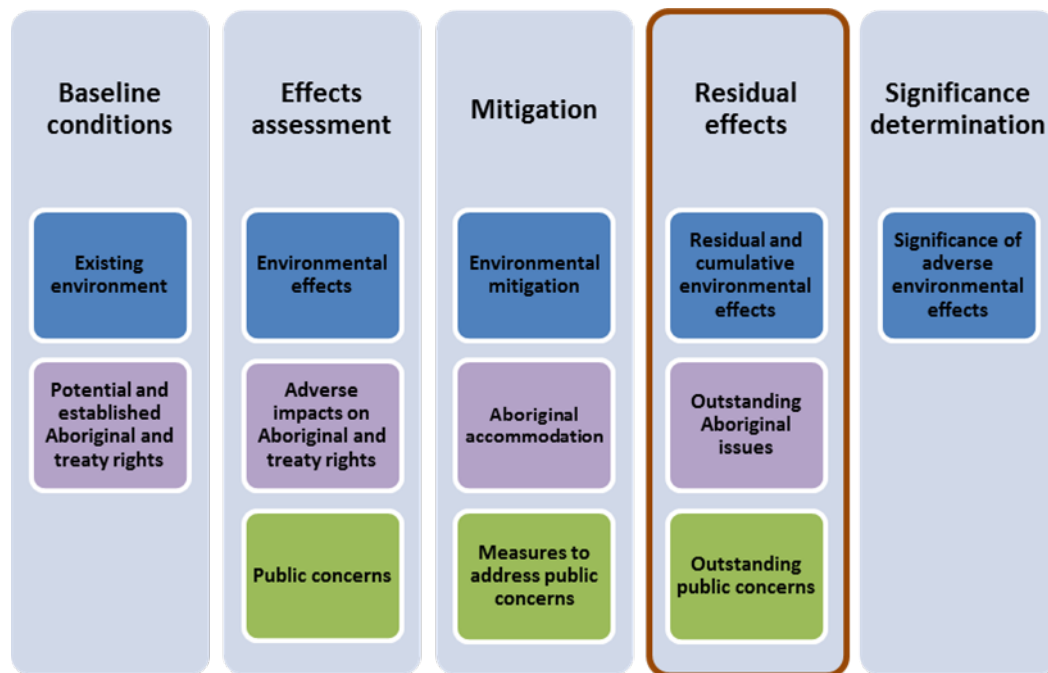 Baseline
conditions
Existing
environment
Potential and
established
Aboriginal and
treaty rights
Effects
assessment
Environmental
effects
Adverse
impacts on
Aboriginal and
treaty rights
Public concerns
Mitigation
Environmental
mitigation
Aboriginal
accommodation
Measures to
address public
concerns
Residual
effects
Residual and
cumulative
environmental
effects
Outstanding
Aboriginal
issues
Outstanding
public concerns
Significance
determination
Significance of
adverse
environmental
effects